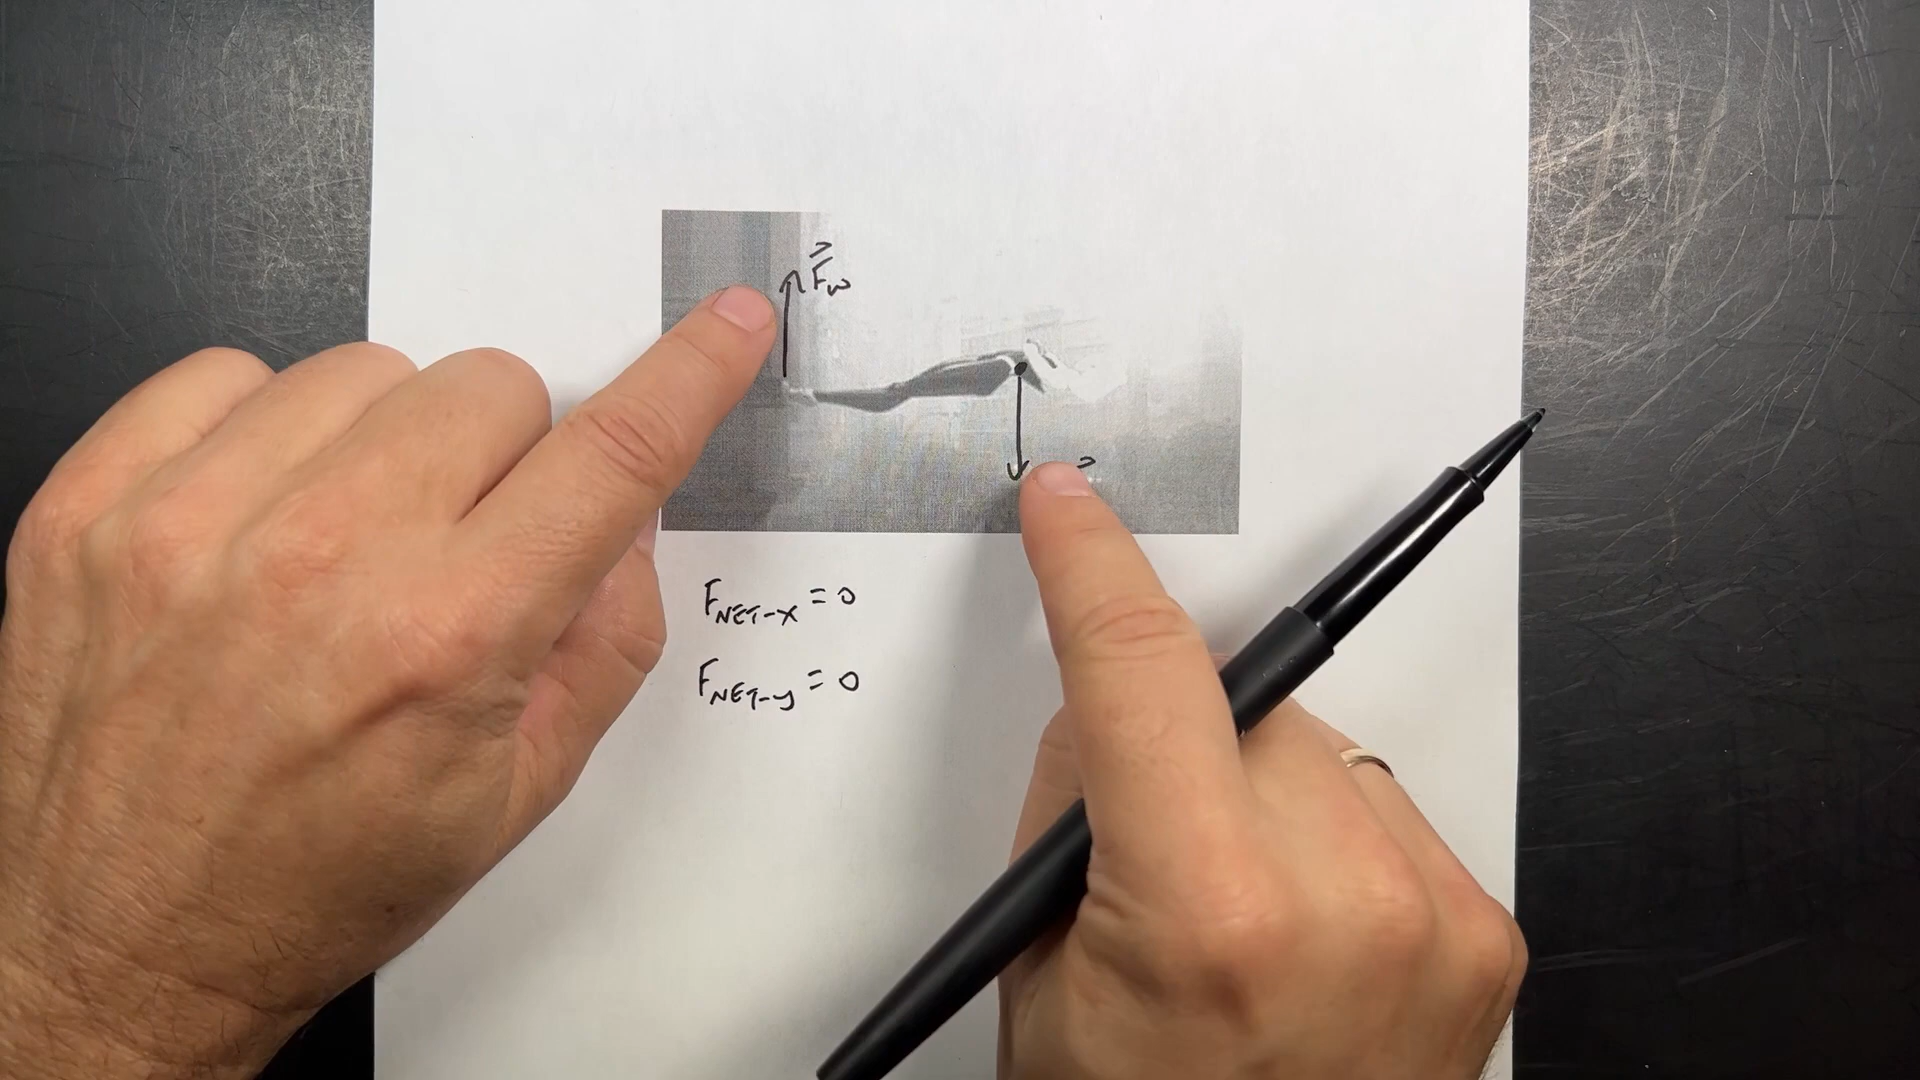 F⃗w
FNET-x = 0
FNET-y = 0